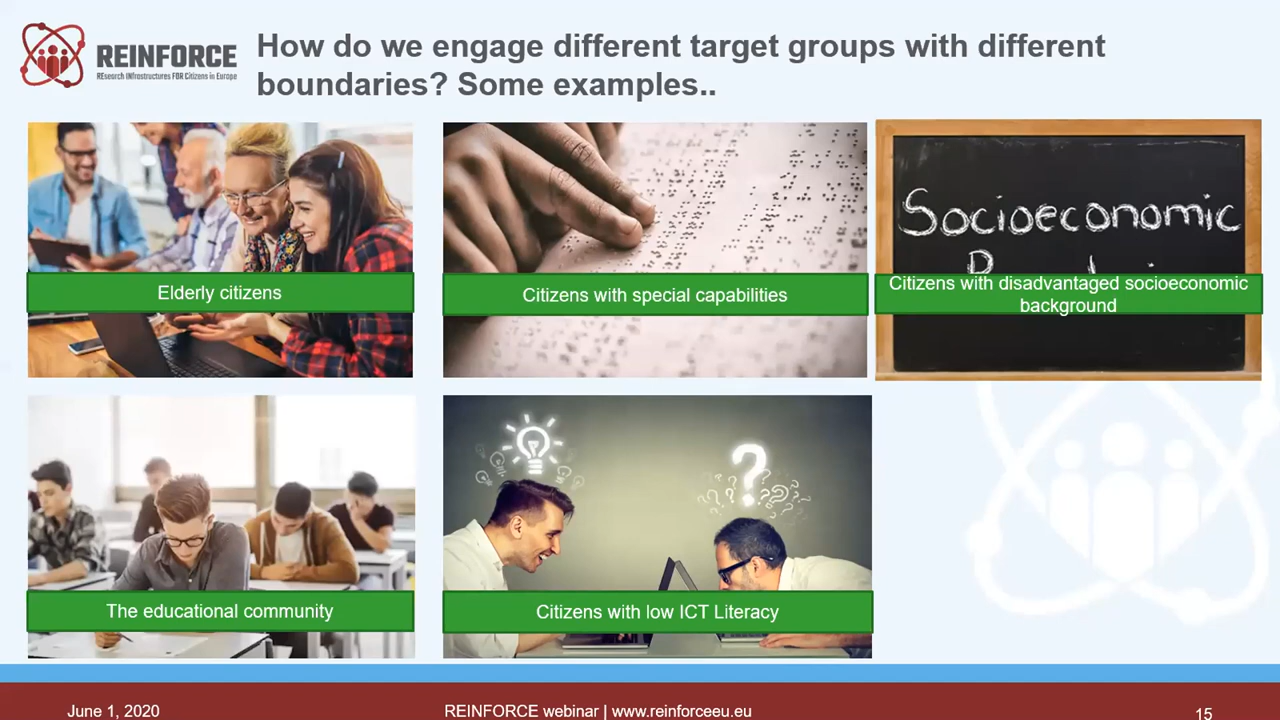 REINFORCE
REsearch INfrastructures FOR Citizens in Europe
How do we engage different target groups with different
boundaries? Some examples..
Elderly citizens
Citizens with special capabilities
Socioeconomic
Citizens with disadvantaged socioeconomic
background
The educational community
?
Citizens with low ICT Literacy
June 1, 2020
REINFORCE webinar | www.reinforceeu.eu
15